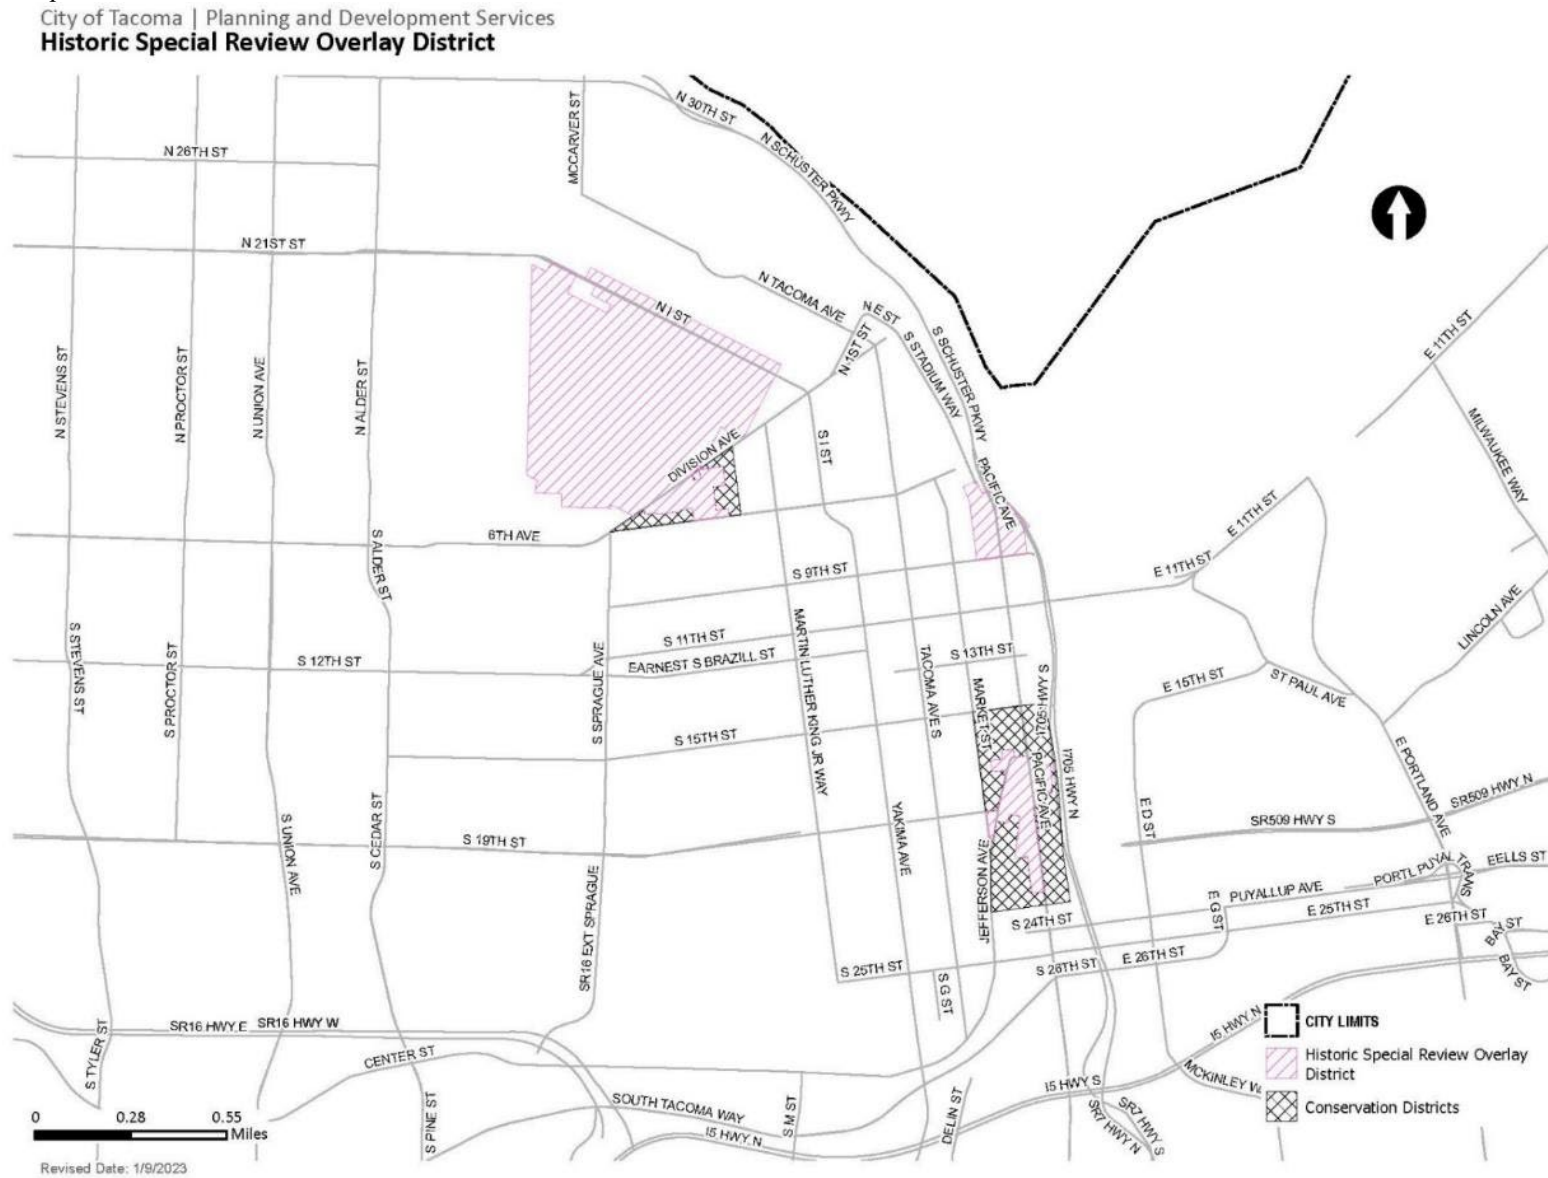 City of Tacoma | Planning and Development Services
Historic Special Review Overlay District
N 30TH ST
MCCARVER ST
N SCHUSTER PKWY
N 26TH ST
N 21ST ST
N TACOMA AVE
N I ST
N E ST
N 1ST ST
S STADIUM WAY
S SCHUSTER PKWY
E 11TH ST
N STEVENS ST
N PROCTOR ST
N UNION AVE
N ALDER ST
DIVISION AVE
S I ST
MILWAUKEE WAY
PACIFIC AVE
E 11TH ST
6TH AVE
S ALDER ST
S 9TH ST
E 11TH ST
LINCOLN AVE
S STEVENS ST
S PROCTOR ST
S 12TH ST
S SPRAGUE AVE
S 11TH ST
EARNEST S BRAZILL ST
MARTIN LUTHER KING JR WAY
TACOMA AVE S
S 13TH ST
MARKET ST
I705 HWY S
E 15TH ST
ST PAUL AVE
S 15TH ST
PACIFIC AVE
I705 HWY N
E PORTLAND AVE
SR509 HWY N
S UNION AVE
S CEDAR ST
S 19TH ST
YAKIMA AVE
JEFFERSON AVE
E D ST
SR509 HWY S
SR16 EXT SPRAGUE
PORTL PUYAL TRANS
EELLS ST
PUYALLUP AVE
E G ST
E 25TH ST
E 26TH ST
BAY ST
BAY ST
S 24TH ST
S 25TH ST
S 26TH ST
E 26TH ST
S G ST
SR16 HWY E
SR16 HWY W
I5 HWY N
CITY LIMITS
S TYLER ST
CENTER ST
Historic Special Review Overlay
District
I5 HWY S
MCKINLEY W
S PINE ST
SOUTH TACOMA WAY
S M ST
DELIN ST
SR7 HWY S
SR7 HWY N
I5 HWY N
Conservation Districts
0 0.28 0.55
Miles
Revised Date: 1/9/2023